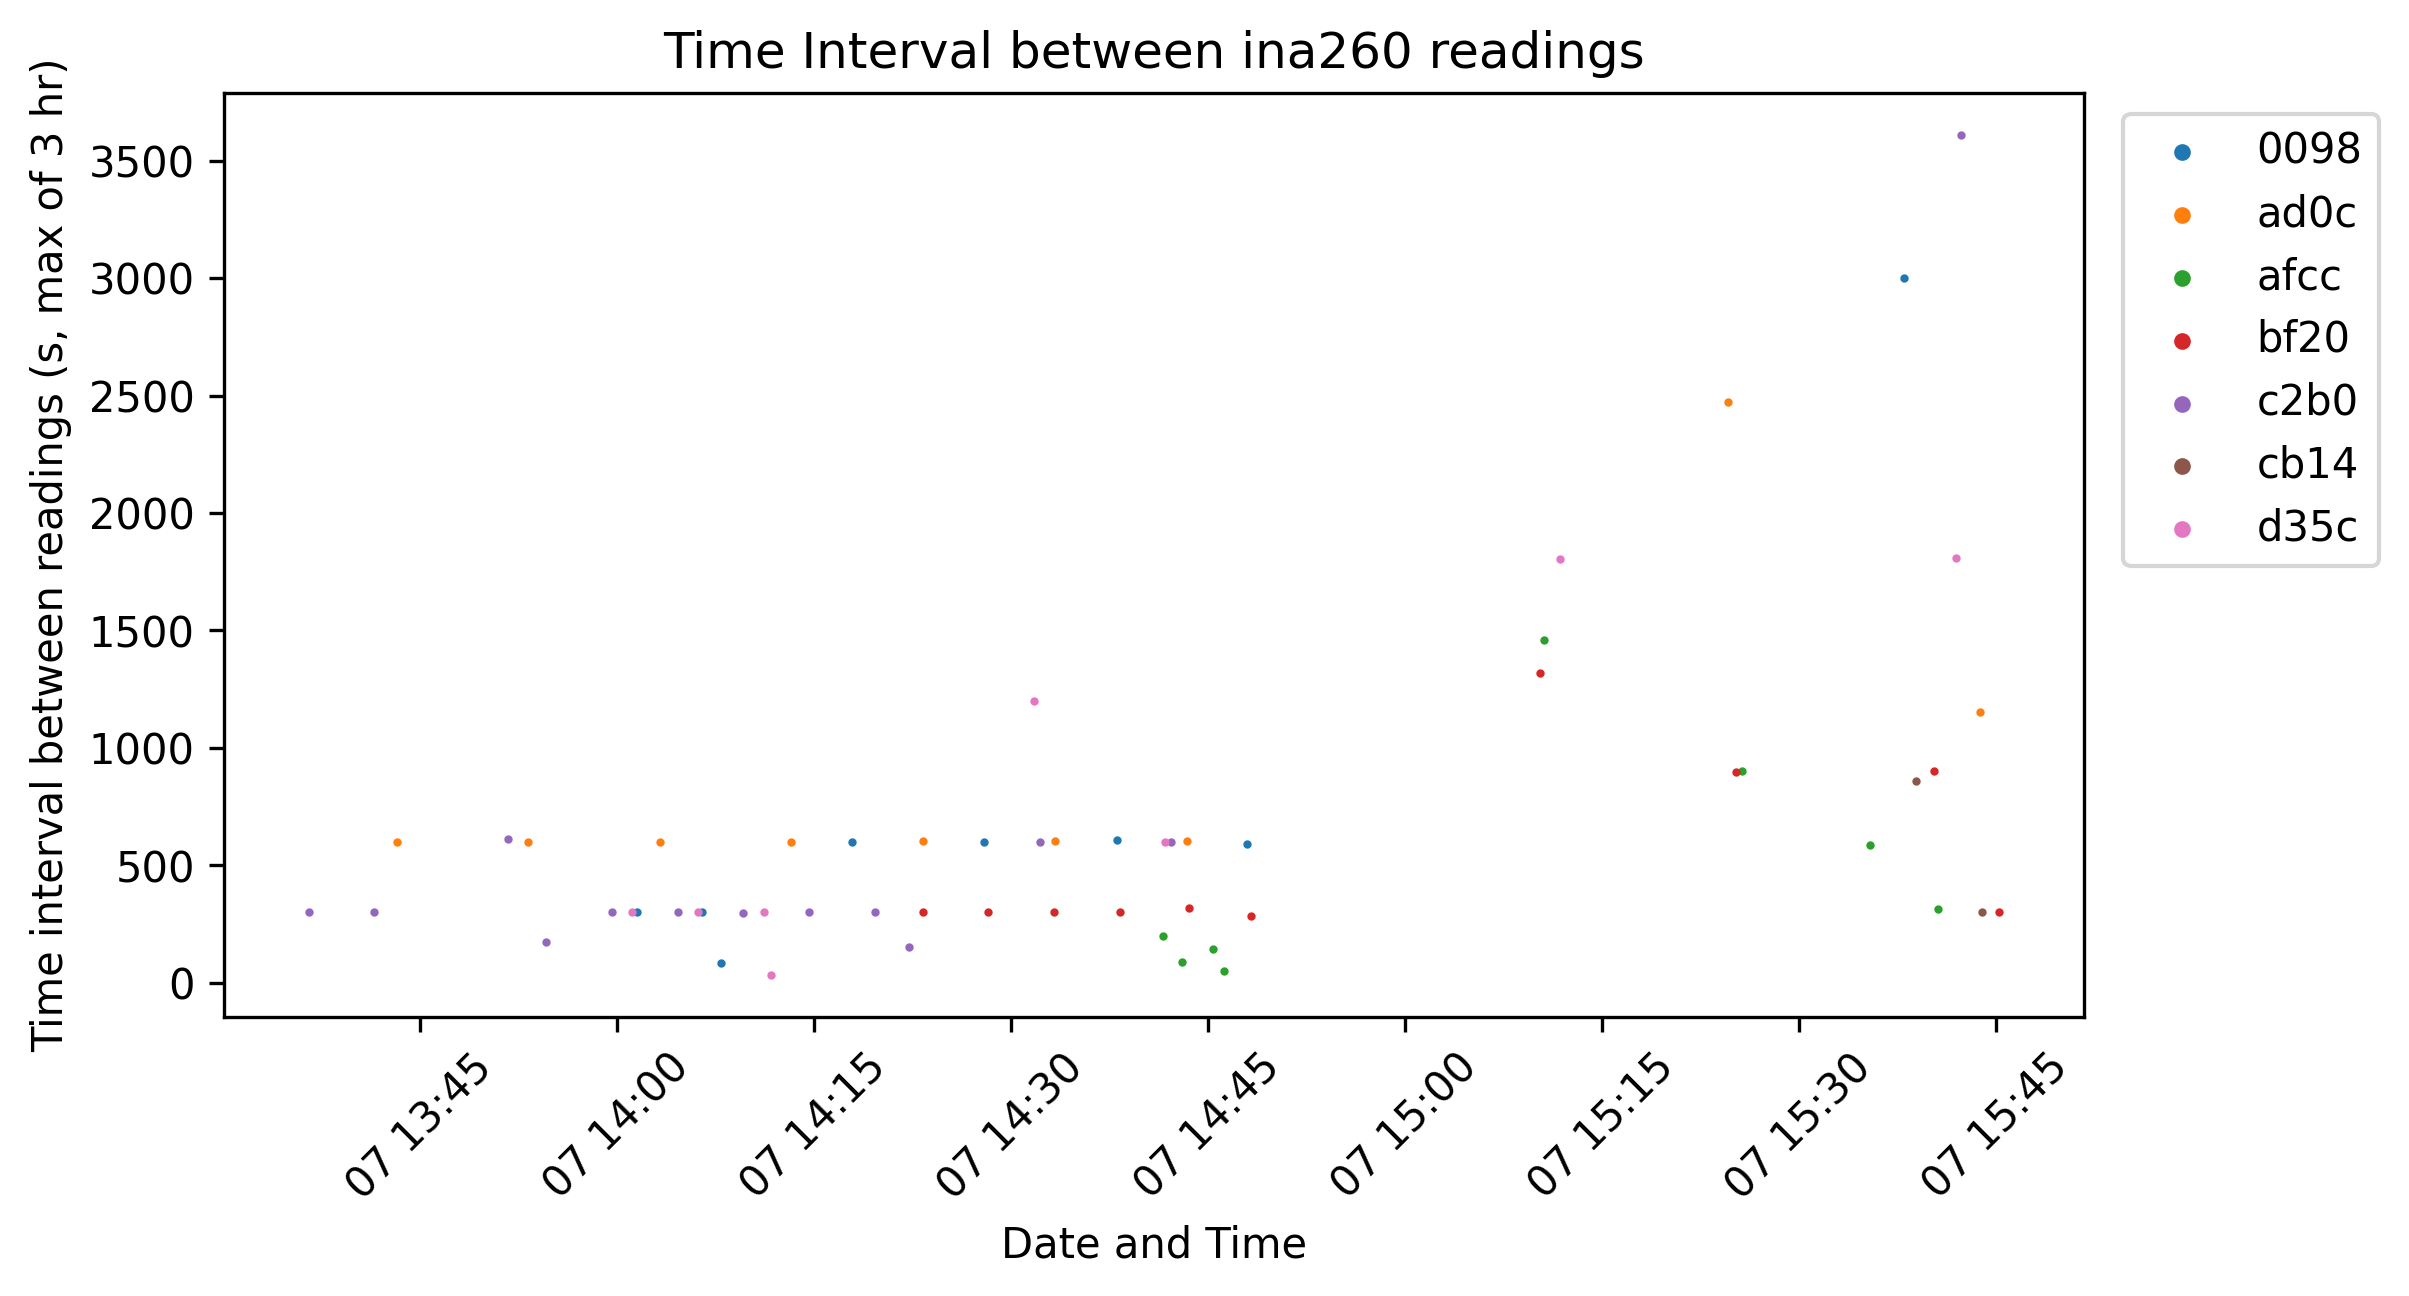 Time Interval between ina260 readings
Time interval between readings (s, max of 3 hr)
3500
3000
2500
2000
1500
1000
500
0
07 13:45
07 14:00
07 14:15
07 14:30
07 14:45
07 15:00
07 15:15
07 15:30
07 15:45
Date and Time
0098
ad0c
afcc
bf20
c2b0
cb14
d35c